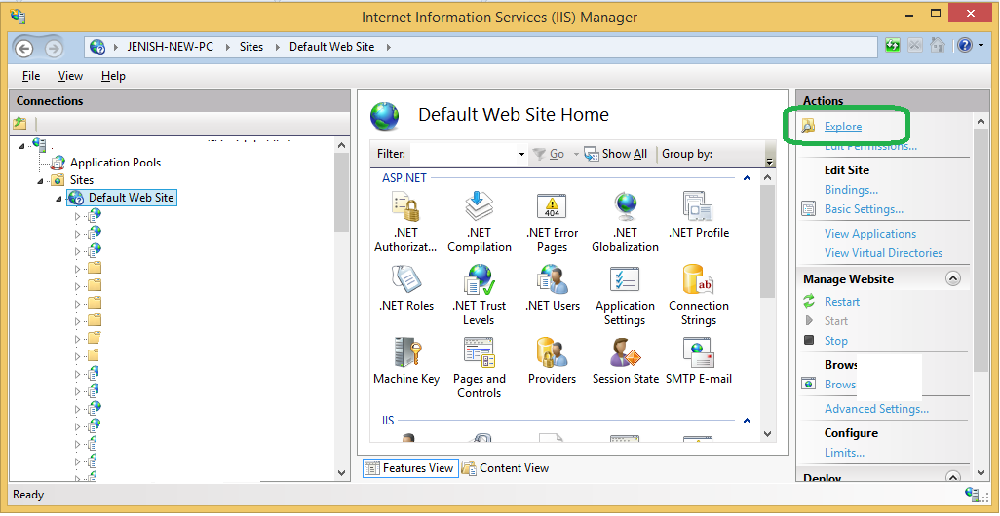 Internet Information Services (IIS) Manager
JENISH-NEW-PC Sites Default Web Site
File View Help
Connections
Application Pools
Sites
Default Web Site
Default Web Site Home
Filter: Go Show All Group by:
ASP.NET
.NET Authorizat...
.NET Compilation
.NET Error Pages
.NET Globalization
.NET Profile
.NET Roles
.NET Trust Levels
.NET Users
Application Settings
Connection Strings
Machine Key
Pages and Controls
Providers
Session State
SMTP E-mail
IIS
Features View Content View
Actions
Explore
Edit Permissions...
Edit Site
Bindings...
Basic Settings...
View Applications
View Virtual Directories
Manage Website
Restart
Start
Stop
Brows
Brows
Advanced Settings...
Configure
Limits...
Deploy
Ready